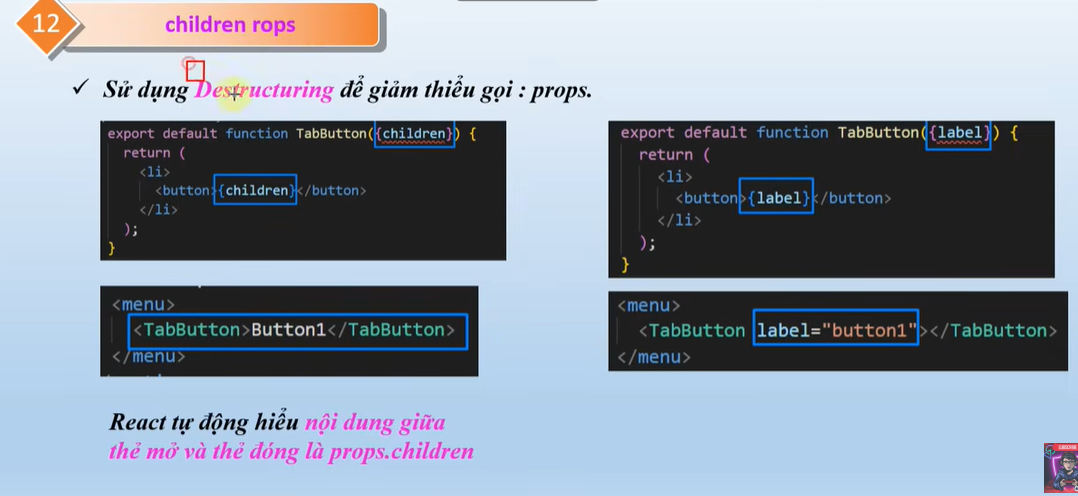 12
children rops
✓ Sử dụng Destructuring để giảm thiểu gọi : props.
export default function TabButton({children}) {
return (
<li>
<button>{children}</button>
</li>
);
}
<menu>
<TabButton>Button1</TabButton>
</menu>
React tự động hiểu nội dung giữa
thẻ mở và thẻ đóng là props.children
export default function TabButton({label}) {
return (
<li>
<button>{label}</button>
</li>
);
}
<menu>
<TabButton label="button1"></TabButton>
</menu>